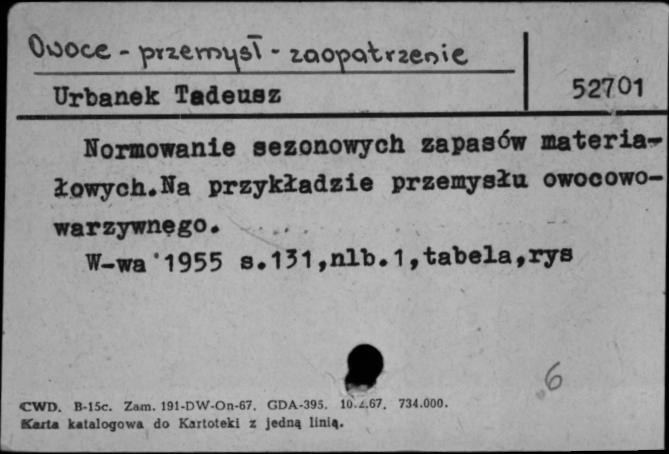 Owoce - przemysł - zaopatrzenie
Urbanek Tadeusz 52701
Normowanie sezonowych zapasów materia-
łowych.Na przykładzie przemysłu owocowo-
warzywnego.
W-wa 1955 s.131,nlb.1,tabela,rys
6
CWD. B-15c. Zam. 191-DW-On-67. GDA-395. 734.000.
Karta katalogowa do Kartoteki z jedną linią.